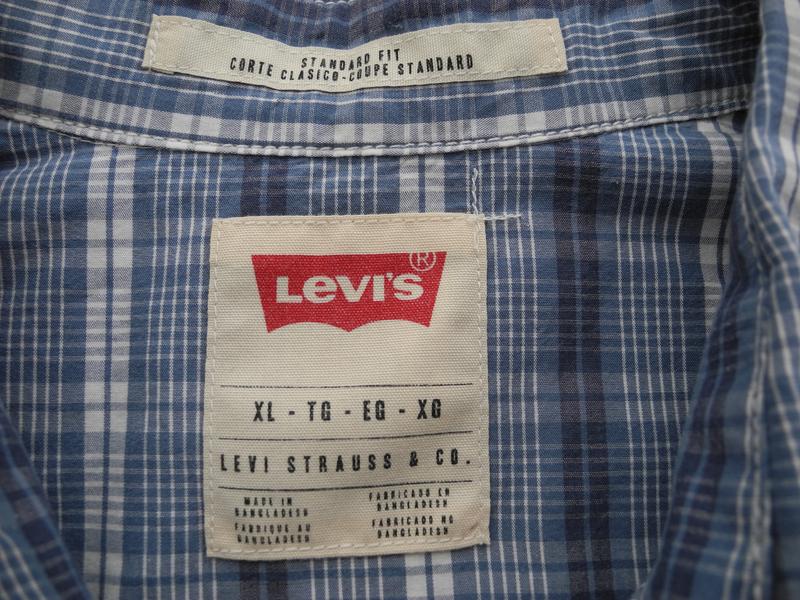 STANDARD FIT
CORTE CLASICO-COUPE STANDARD
Levi's®
XL - TG - EG - XG
LEVI STRAUSS & CO.
MADE IN
BANGLADESH
FABRIQUE AU
BANGLADESH
FABRICADO EN
BANGLADESH
FABRICADO NO
BANGLADESH